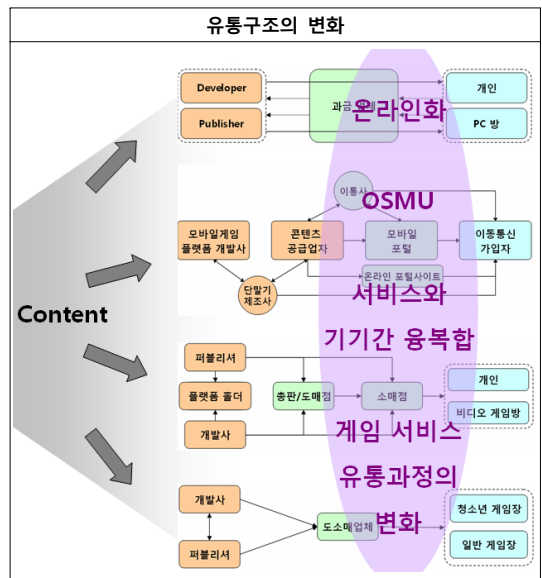 유통구조의 변화
Developer
Publisher
과금
온라인화
개인
PC 방
이통사
OSMU
모바일게임
플랫폼 개발사
콘텐츠
공급업자
모바일
포털
이동통신
가입자
온라인 포털사이트
단말기
제조사
서비스와
기기간 융복합
Content
퍼블리셔
플랫폼 홀더
개발사
총판/도매점
소매점
개인
비디오 게임방
게임 서비스
유통과정의
변화
개발사
퍼블리셔
도소매업체
청소년 게임장
일반 게임장